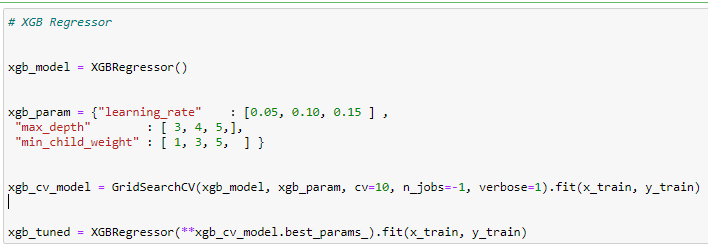 # XGB Regressor
xgb_model = XGBRegressor()
xgb_param = {"learning_rate"    : [0.05, 0.10, 0.15 ] ,
 "max_depth"        : [ 3, 4, 5,],
 "min_child_weight" : [ 1, 3, 5,  ] }
xgb_cv_model = GridSearchCV(xgb_model, xgb_param, cv=10, n_jobs=-1, verbose=1).fit(x_train, y_train)
xgb_tuned = XGBRegressor(**xgb_cv_model.best_params_).fit(x_train, y_train)